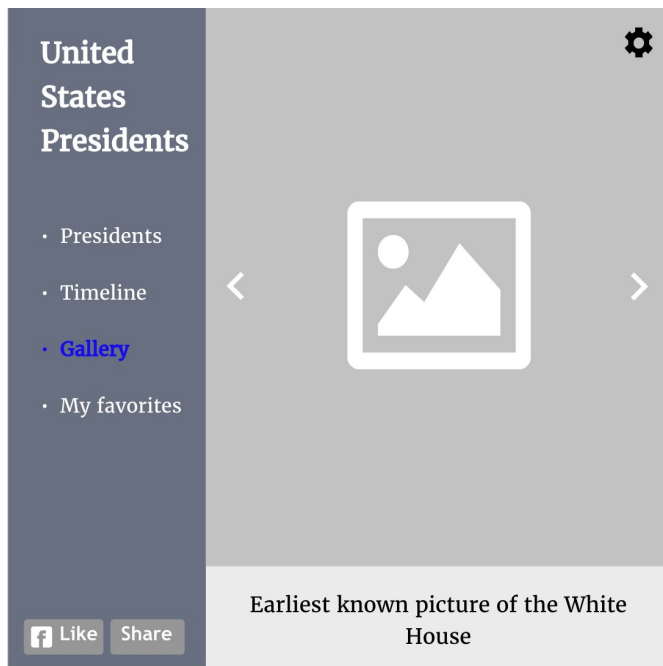 United
States
Presidents
· Presidents
· Timeline
· Gallery
· My favorites
Like
Share
Earliest known picture of the White
House